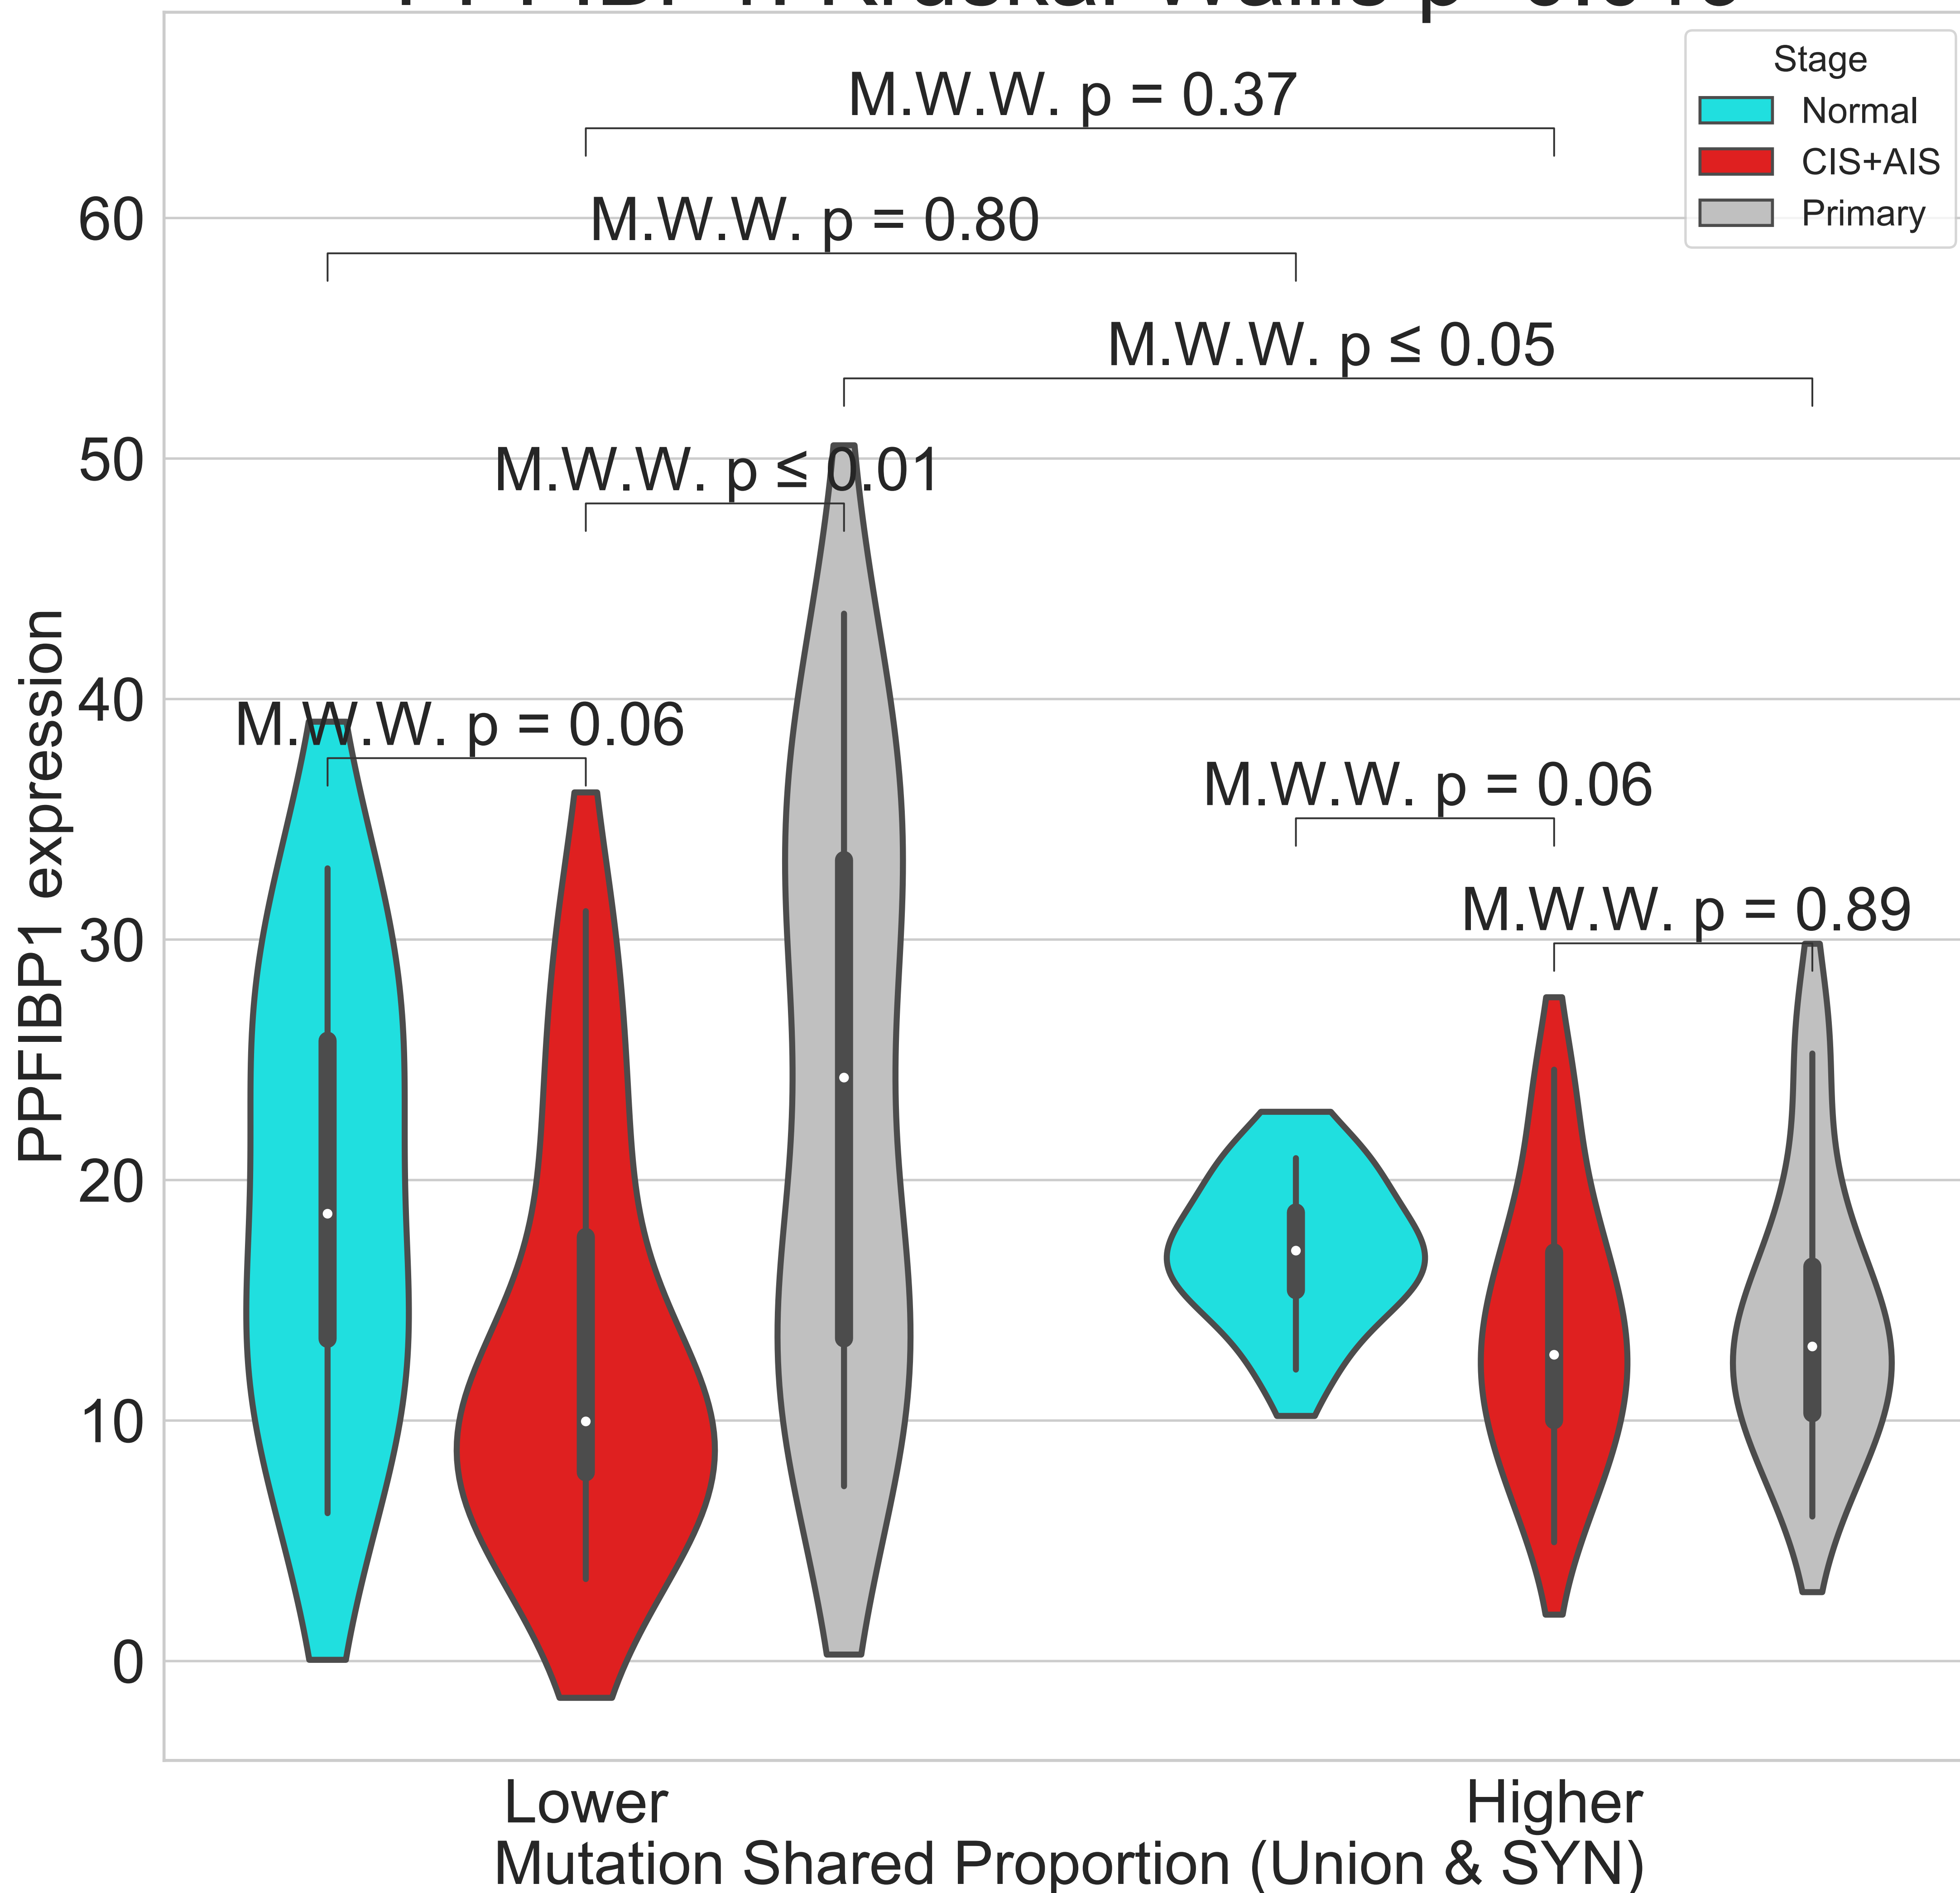 Stage
Normal
CIS+AIS
Primary
M.W.W. p = 0.37
M.W.W. p = 0.80
M.W.W. p ≤ 0.05
M.W.W. p ≤ 0.01
M.W.W. p = 0.06
M.W.W. p = 0.06
M.W.W. p = 0.89
PPFIBP1 expression
60
50
40
30
20
10
0
Lower
Higher
Mutation Shared Proportion (Union & SYN)